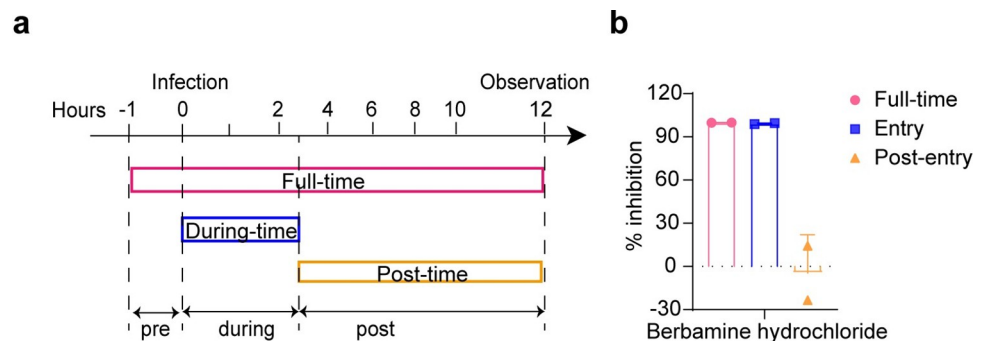 a
Infection Observation
Hours -1 0 2 4 6 8 10 12
Full-time
During-time
Post-time
pre during post
b
% inhibition
120
90
60
30
0
-30
Berbamine hydrochloride
Full-time
Entry
Post-entry